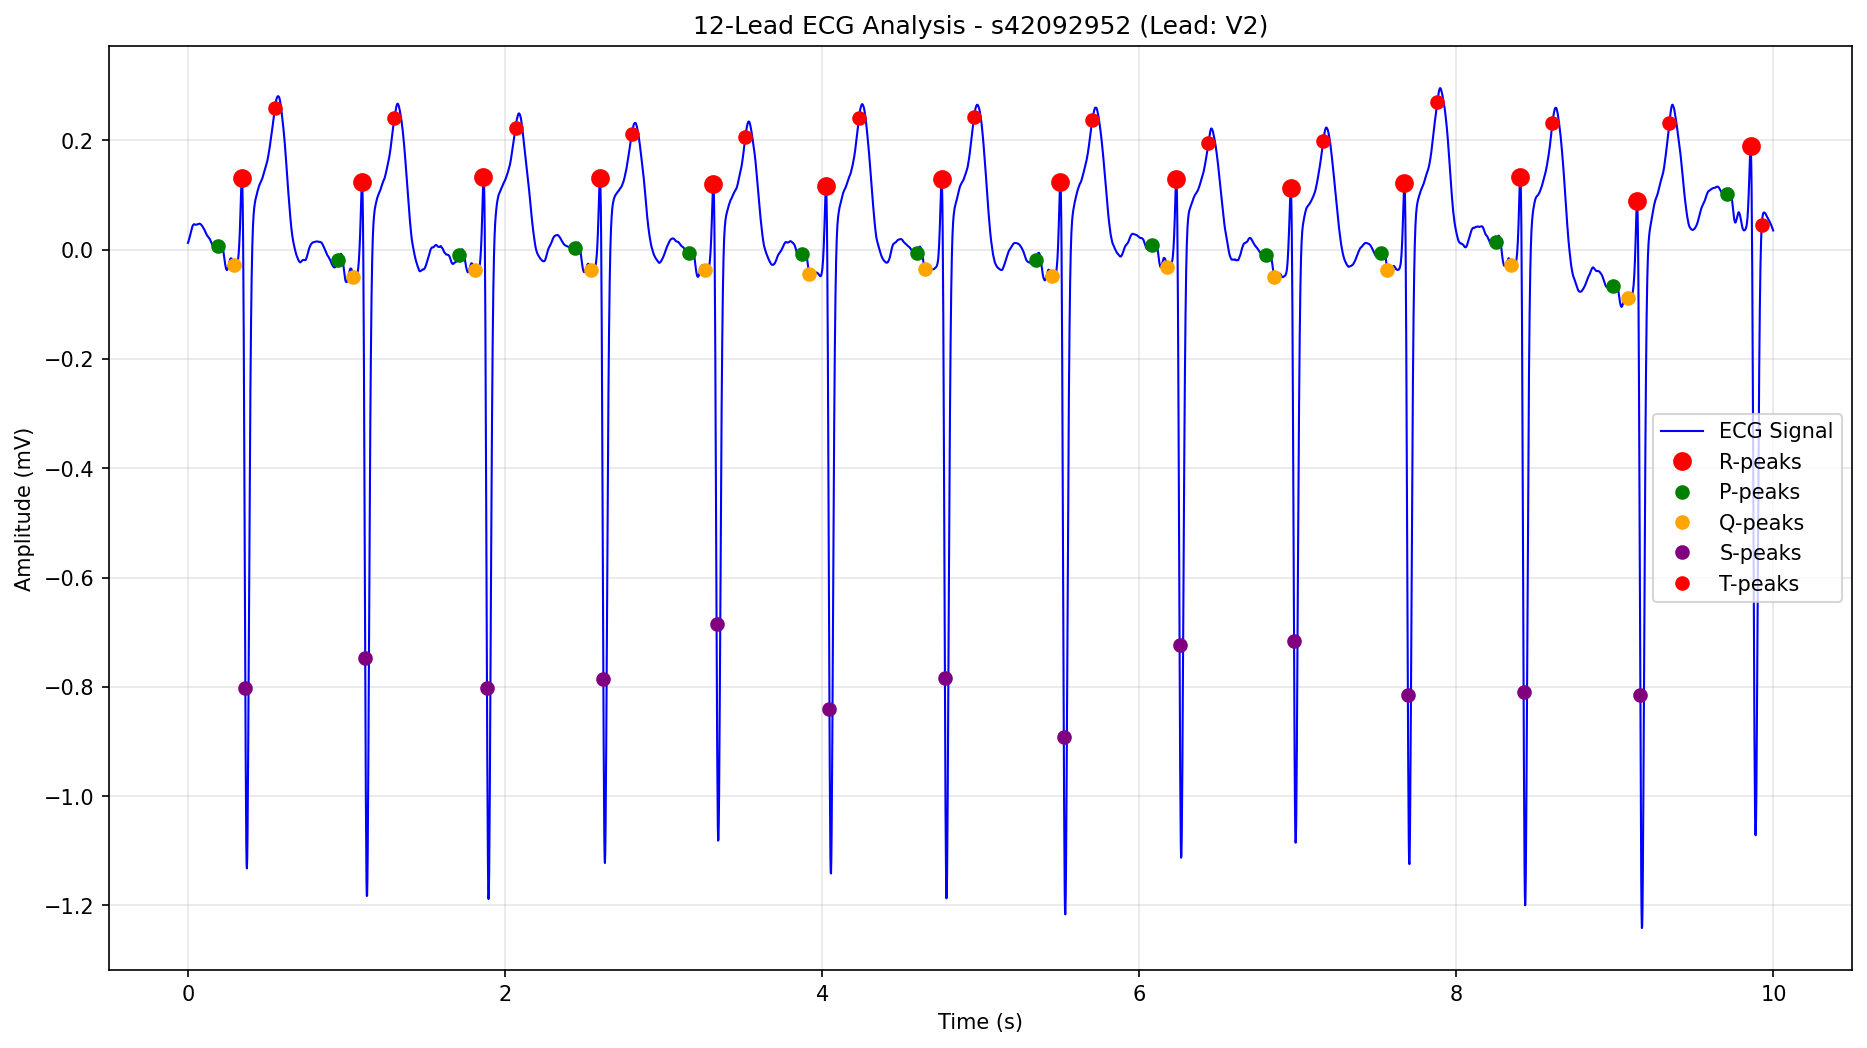 12-Lead ECG Analysis - s42092952 (Lead: V2)
Amplitude (mV)
0.2
0.0
−0.2
−0.4
−0.6
−0.8
−1.0
−1.2
ECG Signal
R-peaks
P-peaks
Q-peaks
S-peaks
T-peaks
0 2 4 6 8 10
Time (s)